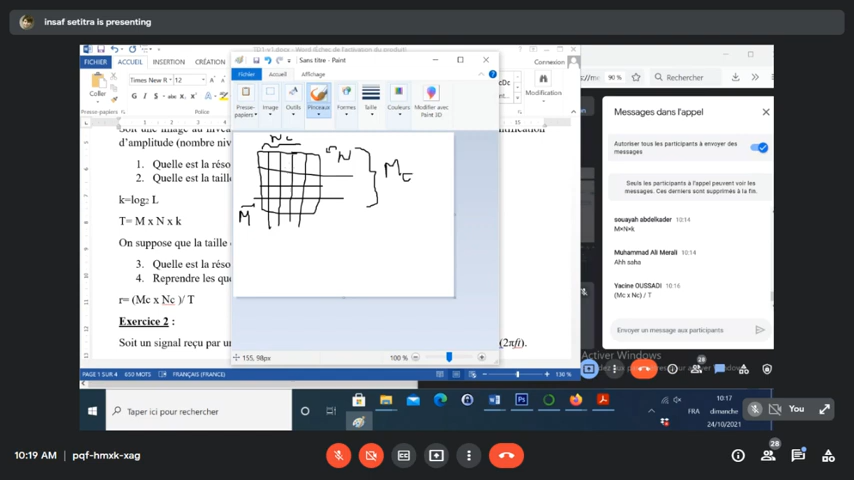 insaf setitra is presenting
Sans titre - Paint
FICHIER ACCUEIL INSERTION CRÉATION
Connexion
Fichier Accueil Affichage
Times New R 12
Coller
G I S
Presse-papiers
Police
Presse-papiers
Image
Outils
Pinceaux
Formes
Taille
Couleurs
Modifier avec Paint 3D
Modification
90 %
Rechercher
Messages dans l'appel
Autoriser tous les participants à envoyer des messages
Seuls les participants à l'appel peuvent voir les messages. Ces derniers sont supprimés à la fin.
souayah abdelkader 10:14
M×N×k
Muhammad Ali Merali 10:14
Ahh saha
Yacine OUSSADI 10:16
(Mc x Nc) / T
Envoyer un message aux participants
Soit une image au niveau
d'amplitude (nombre niv
1. Quelle est la réso
2. Quelle est la taille
k=log₂ L
T= M x N x k
On suppose que la taille
3. Quelle est la réso
4. Reprendre les que
r= (Mc x Nc )/ T
Exercice 2 :
Soit un signal reçu par un
(2πft).
Nc
N
Mc
M
155, 98px
100 %
PAGE 1 SUR 4 850 MOTS FRANÇAIS (FRANCE)
130 %
Activer Windows
28
Taper ici pour rechercher
FRA
10:17
dimanche
24/10/2021
You
10:19 AM pqf-hmxk-xag
28